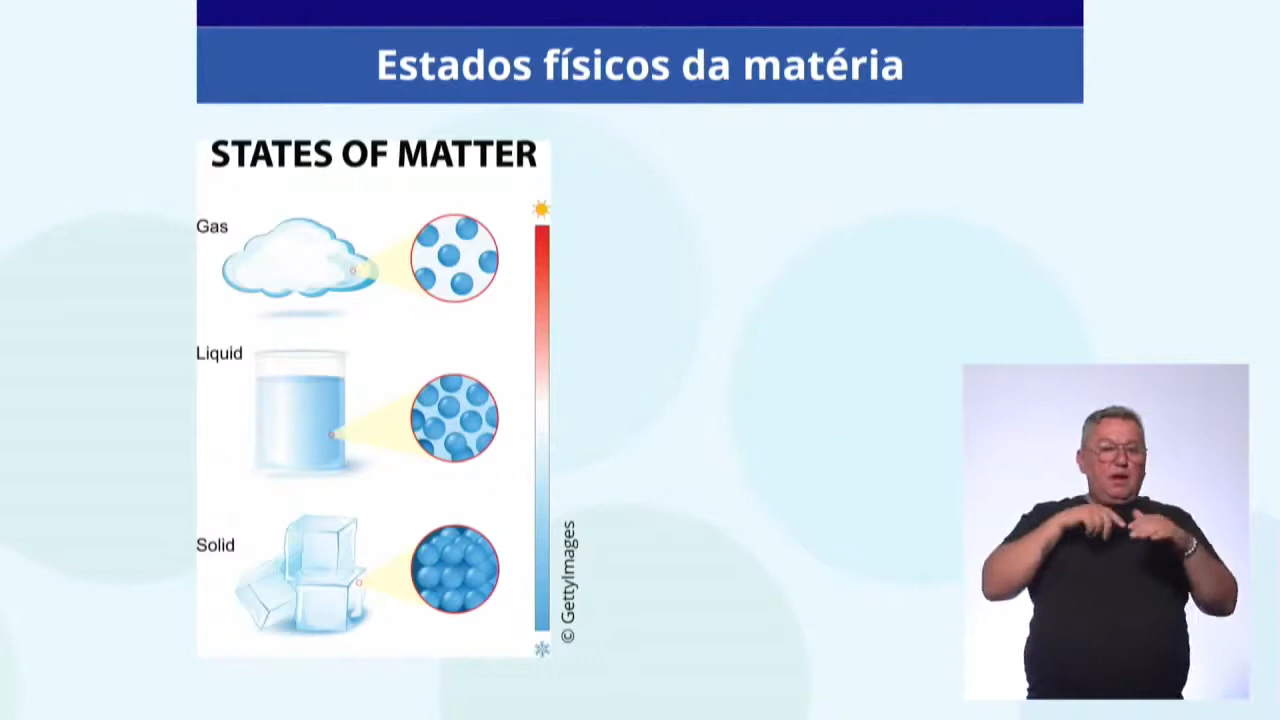 Estados físicos da matéria
STATES OF MATTER
Gas
Liquid
Solid
© GettyImages